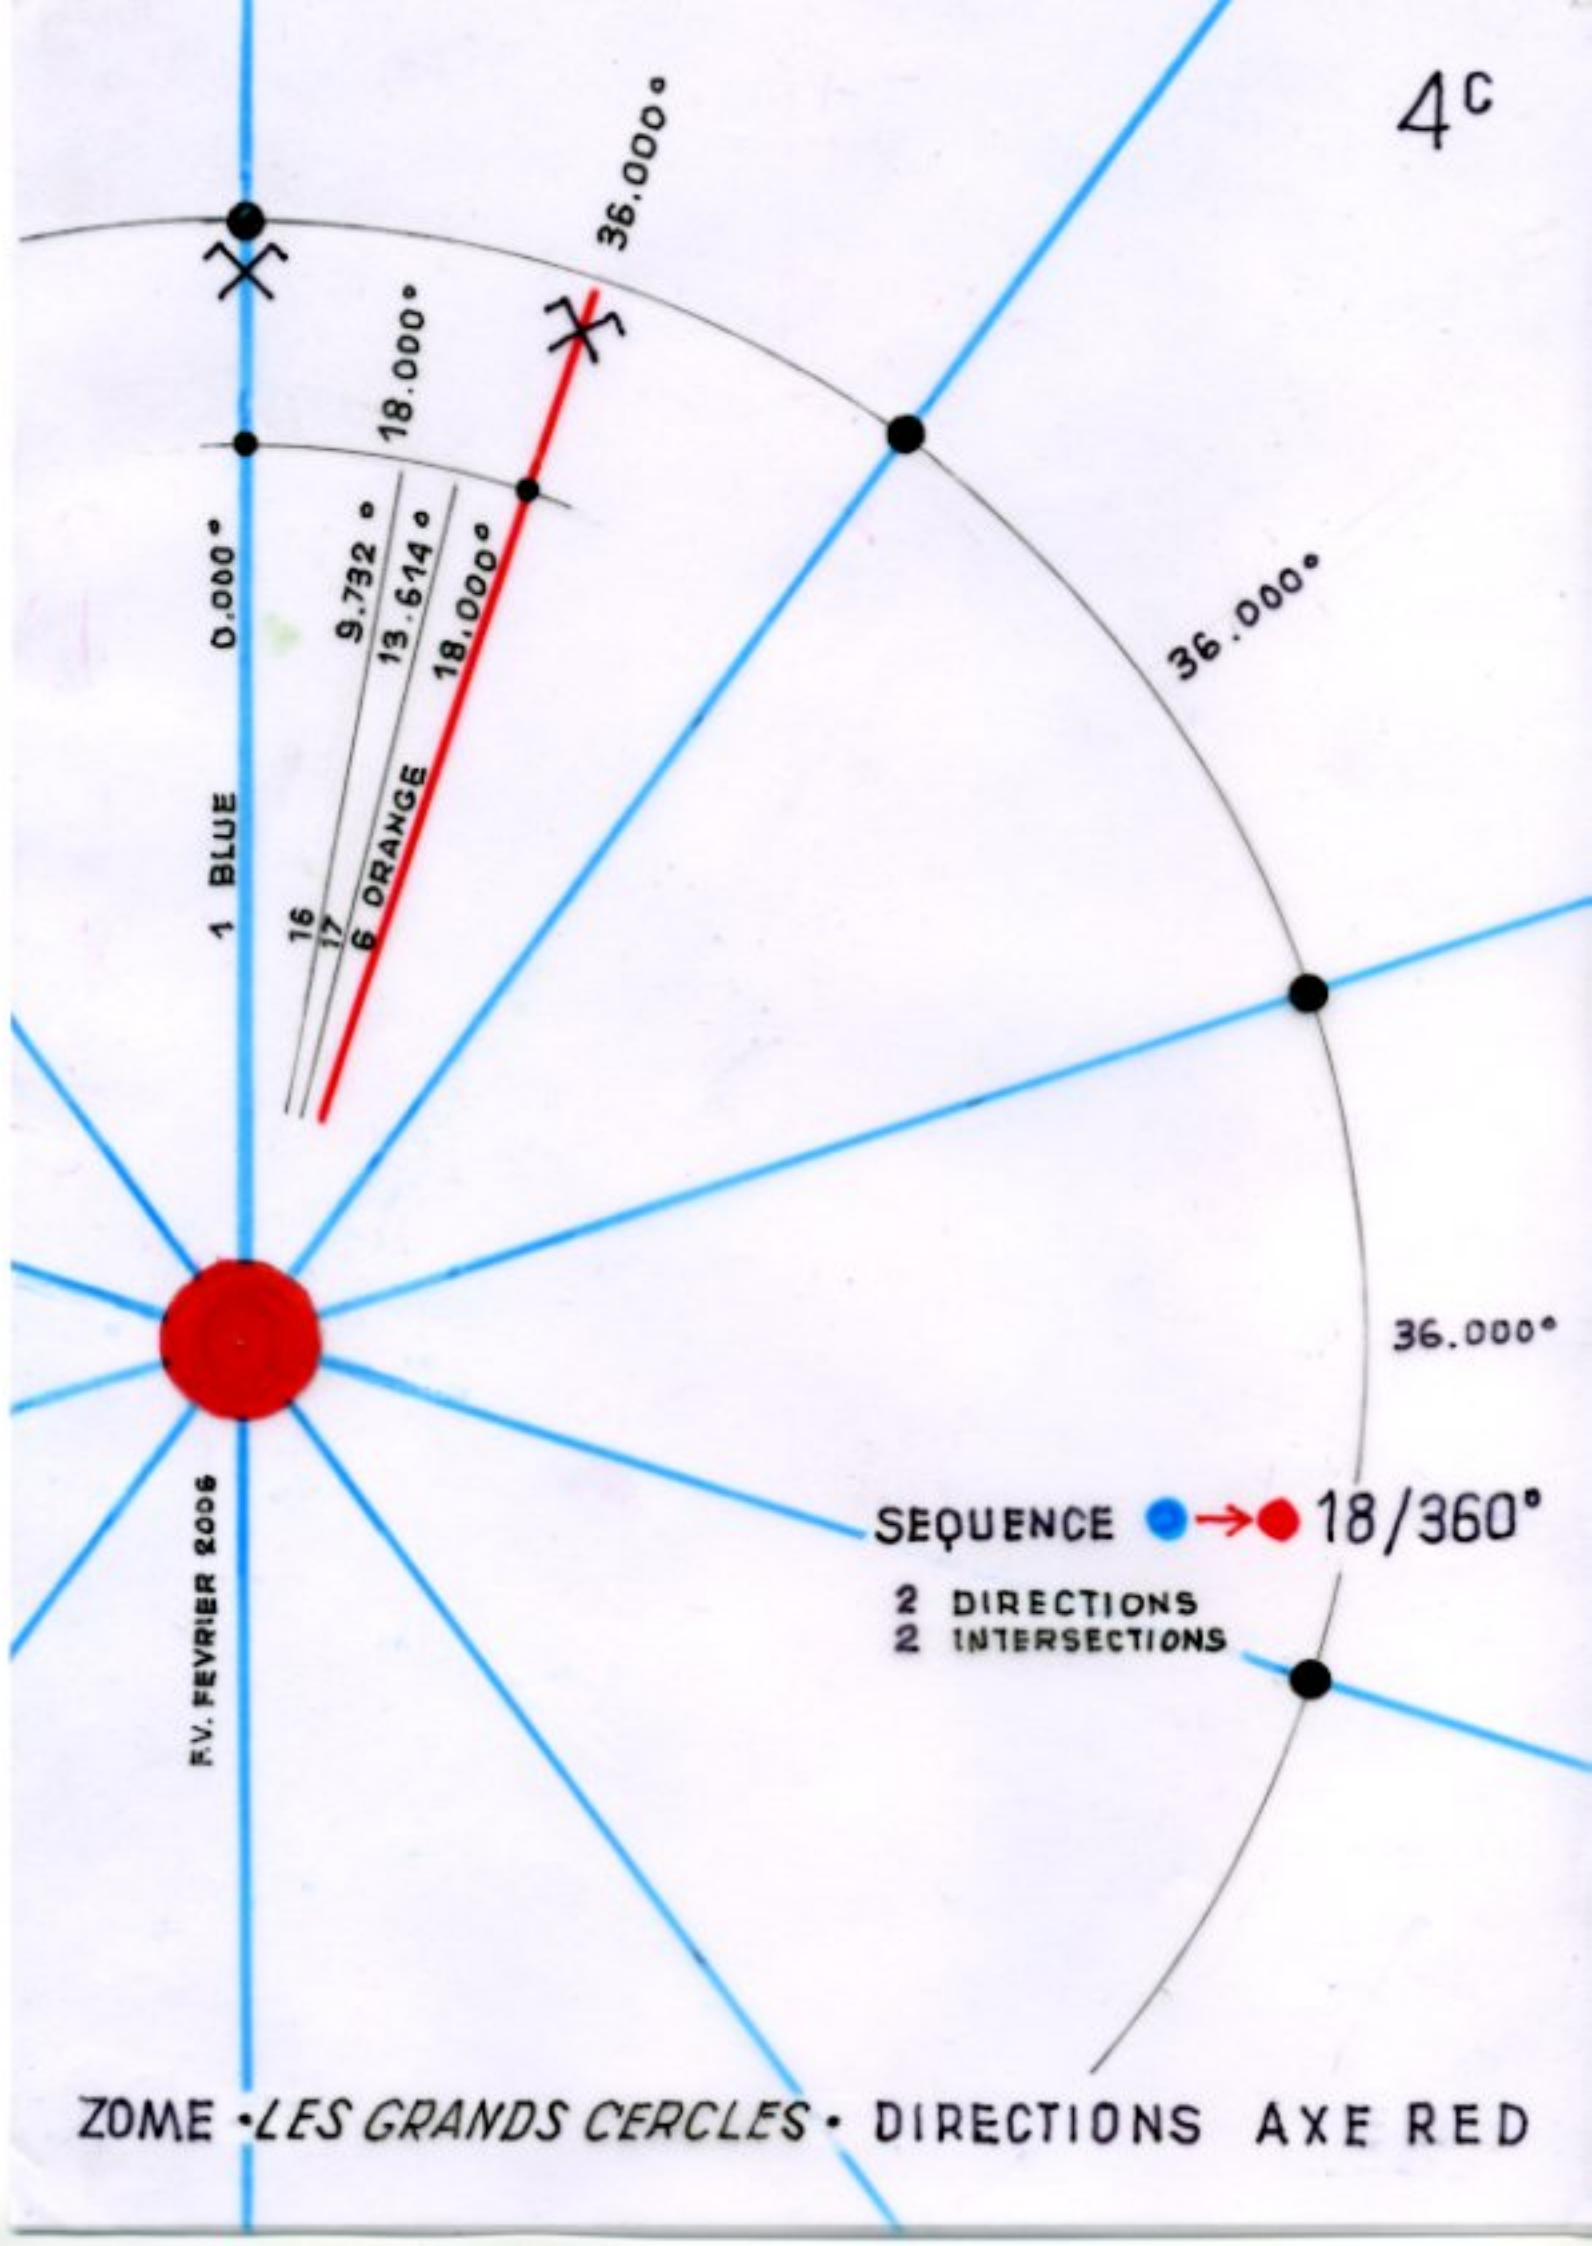 4C
36.000°
18.000°
0.000°
9.732°
13.614°
18.000°
36.000°
1 BLUE
16
17
6 ORANGE
36.000°
SEQUENCE → 18/360°
2 DIRECTIONS
2 INTERSECTIONS
F.V. FEVRIER 2006
ZOME • LES GRANDS CERCLES • DIRECTIONS AXE RED